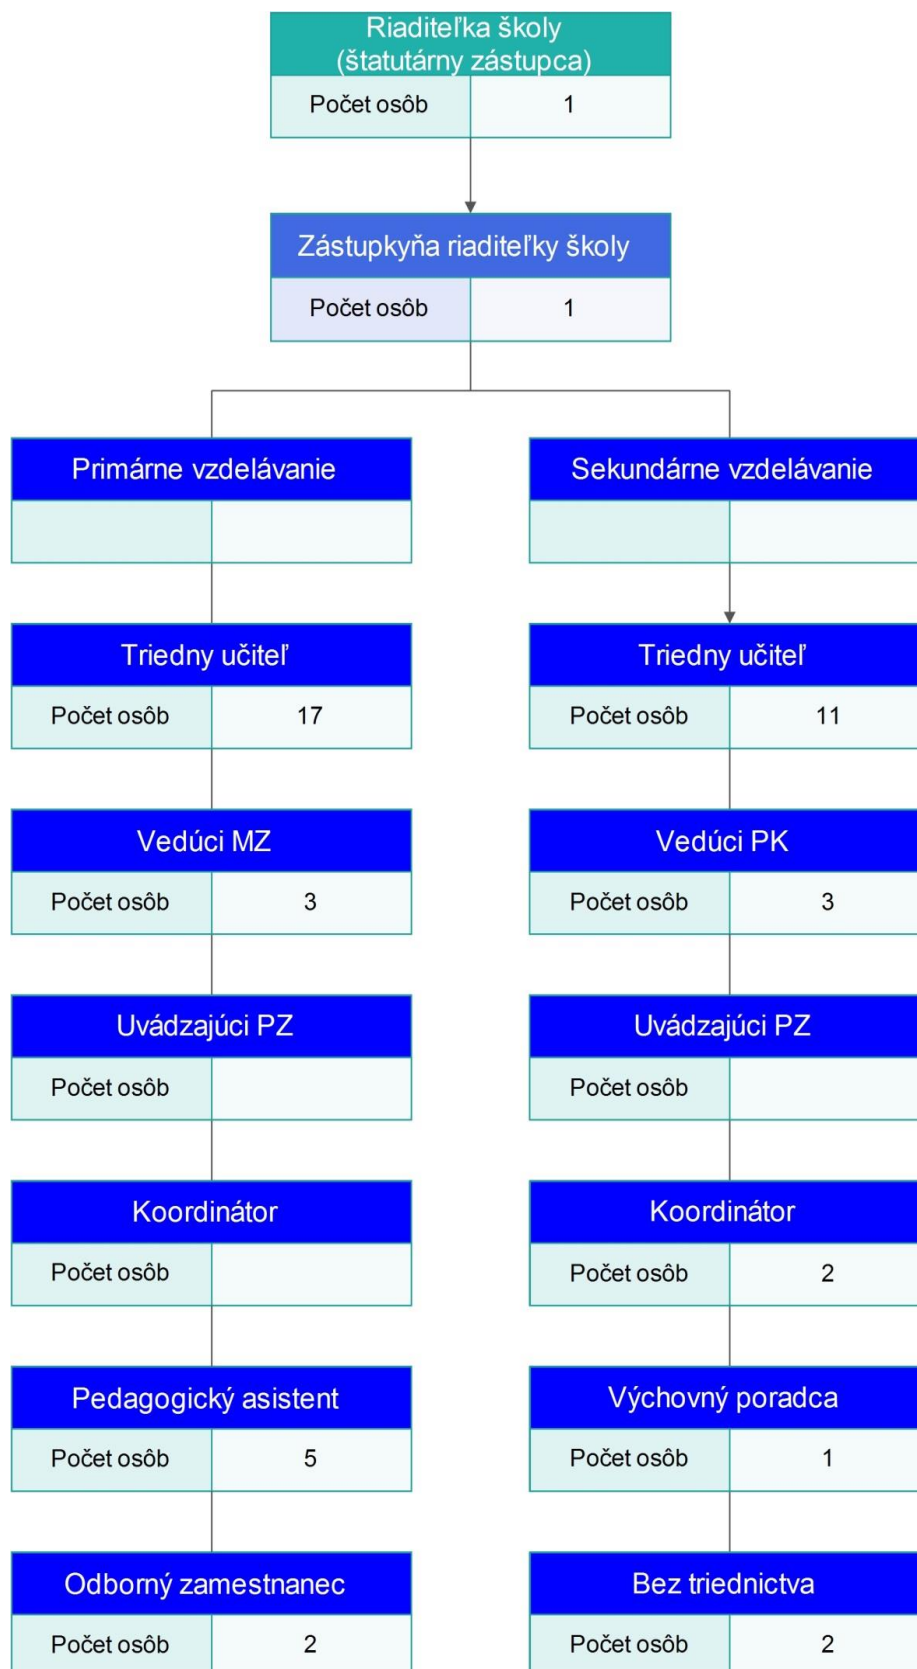 Riaditeľka školy
(štatutárny zástupca)
Počet osôb 1
Zástupkyňa riaditeľky školy
Počet osôb 1
Primárne vzdelávanie
Triedny učiteľ
Počet osôb 17
Vedúci MZ
Počet osôb 3
Uvádzajúci PZ
Počet osôb
Koordinátor
Počet osôb
Pedagogický asistent
Počet osôb 5
Odborný zamestnanec
Počet osôb 2
Sekundárne vzdelávanie
Triedny učiteľ
Počet osôb 11
Vedúci PK
Počet osôb 3
Uvádzajúci PZ
Počet osôb
Koordinátor
Počet osôb 2
Výchovný poradca
Počet osôb 1
Bez triednictva
Počet osôb 2